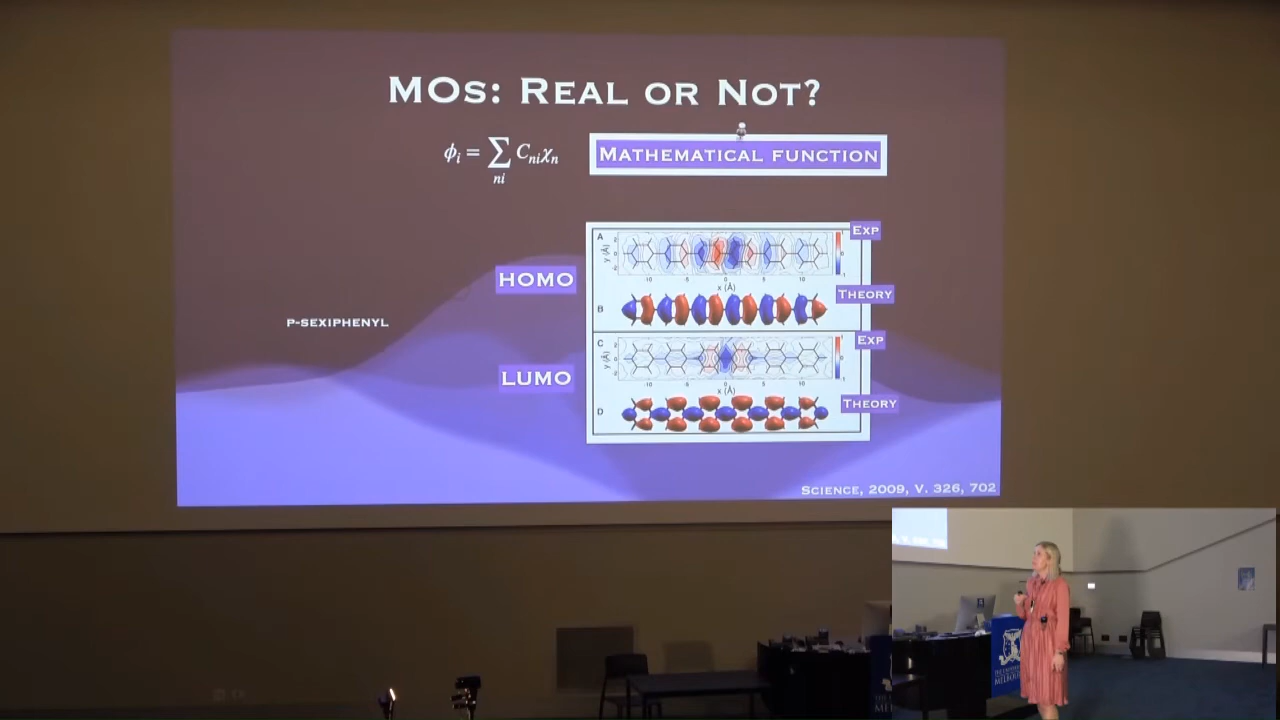 MOs: Real or Not?
ϕi = ∑ni Cniχn
Mathematical function
Exp
A
HOMO
x (Å)
Theory
B
p-sexiphenyl
Exp
C
LUMO
x (Å)
Theory
D
Science, 2009, V. 326, 702